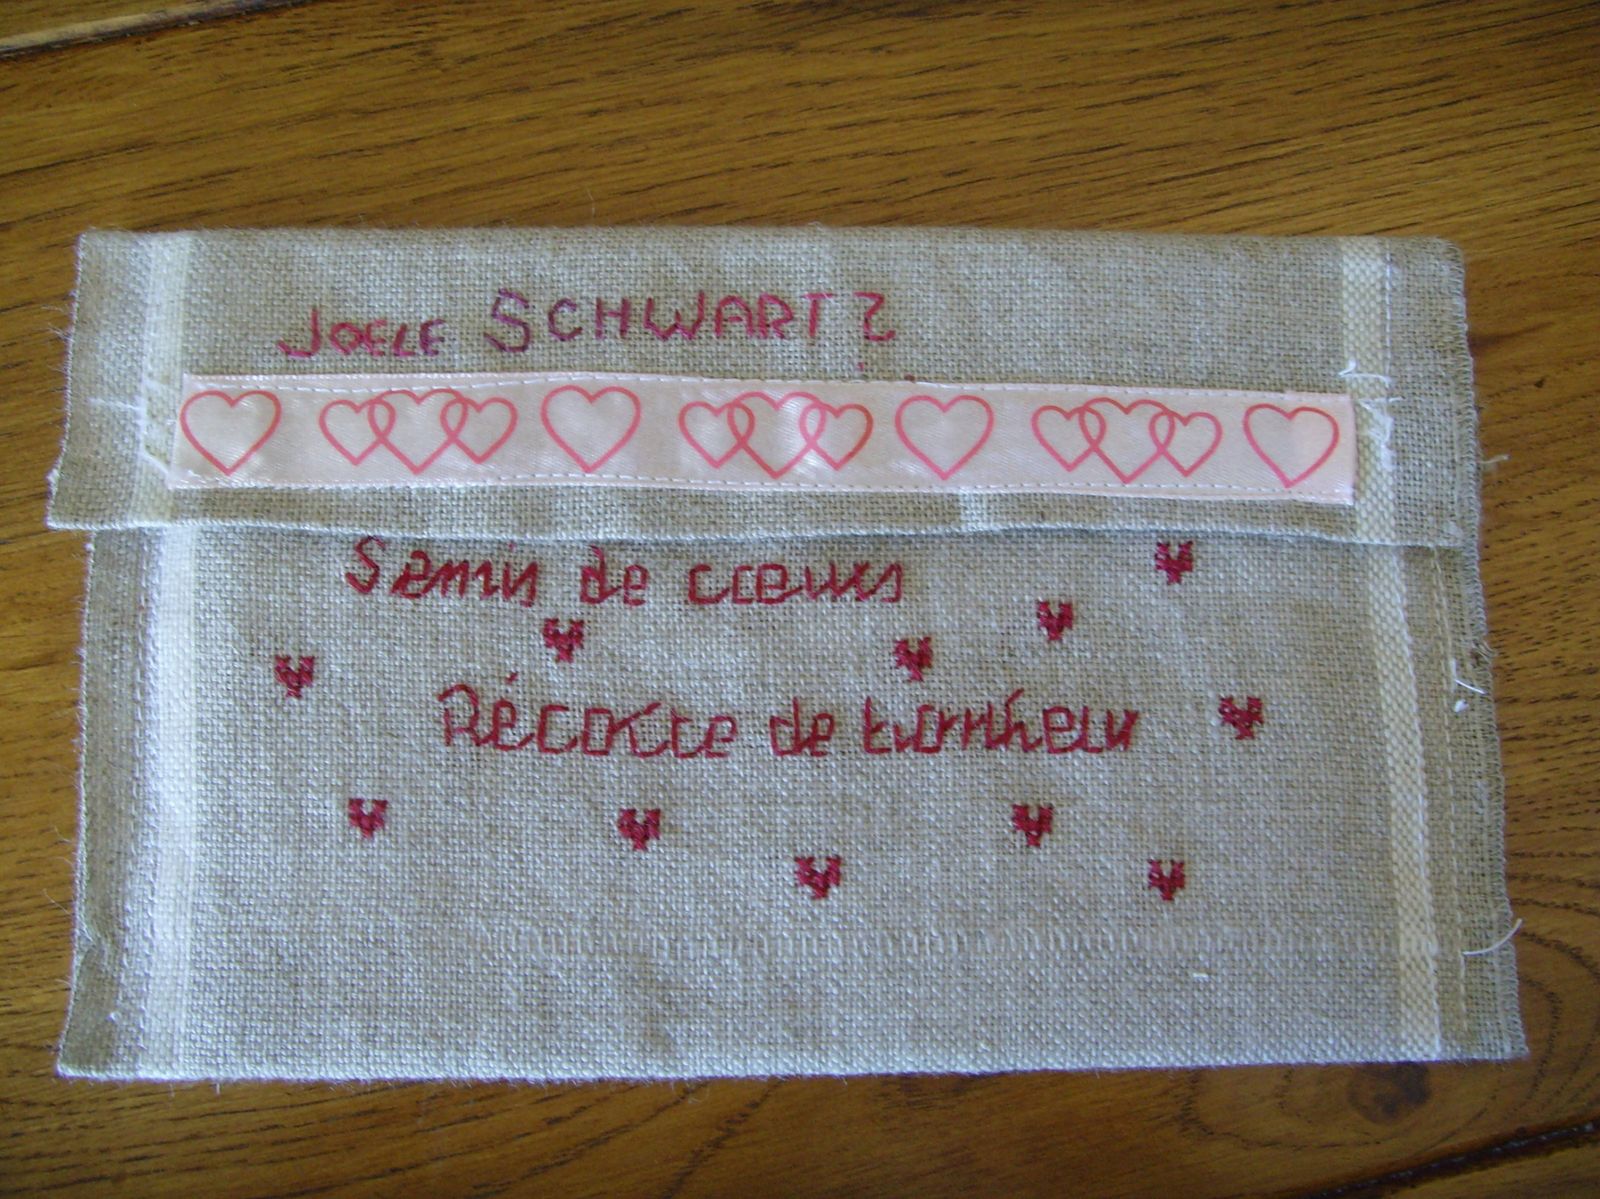 JOELE SCHWARTZ
Semis de cœurs
Récolte de bonheur